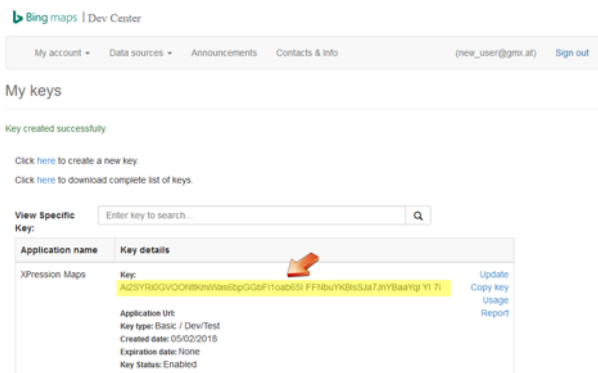 Bing maps | Dev Center
My account Data sources Announcements Contacts & Info (new_user@gmx.at) Sign out
My keys
Key created successfully.
Click here to create a new key.
Click here to download complete list of keys.
View Specific Key:
Enter key to search...
Application name Key details
XPression Maps
Key:
Update
Copy key
Usage Report
Application Url:
Key type: Basic / Dev/Test
Created date: 05/02/2018
Expiration date: None
Key Status: Enabled